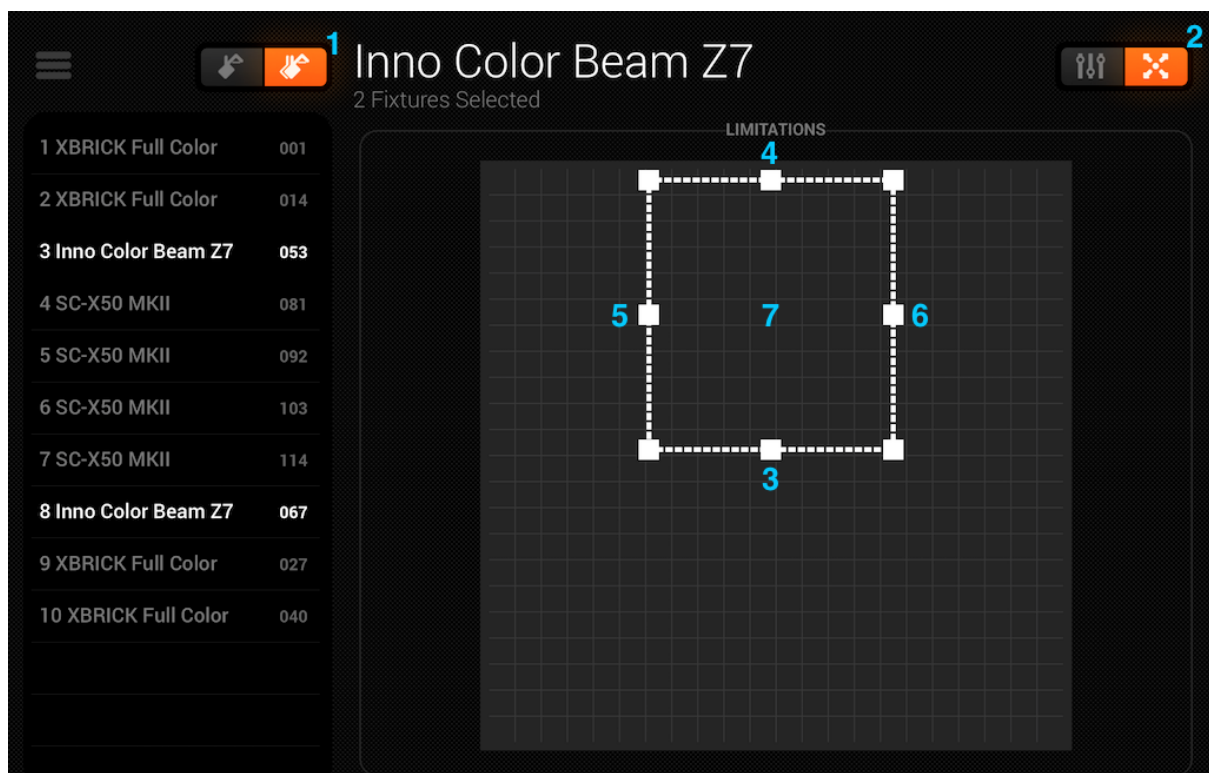 1
Inno Color Beam Z7
2
2 Fixtures Selected
LIMITATIONS
1 XBRICK Full Color 001
2 XBRICK Full Color 014
3 Inno Color Beam Z7 053
4 SC-X50 MKII 081
5 SC-X50 MKII 092
6 SC-X50 MKII 103
7 SC-X50 MKII 114
8 Inno Color Beam Z7 067
9 XBRICK Full Color 027
10 XBRICK Full Color 040
4
5
7
6
3